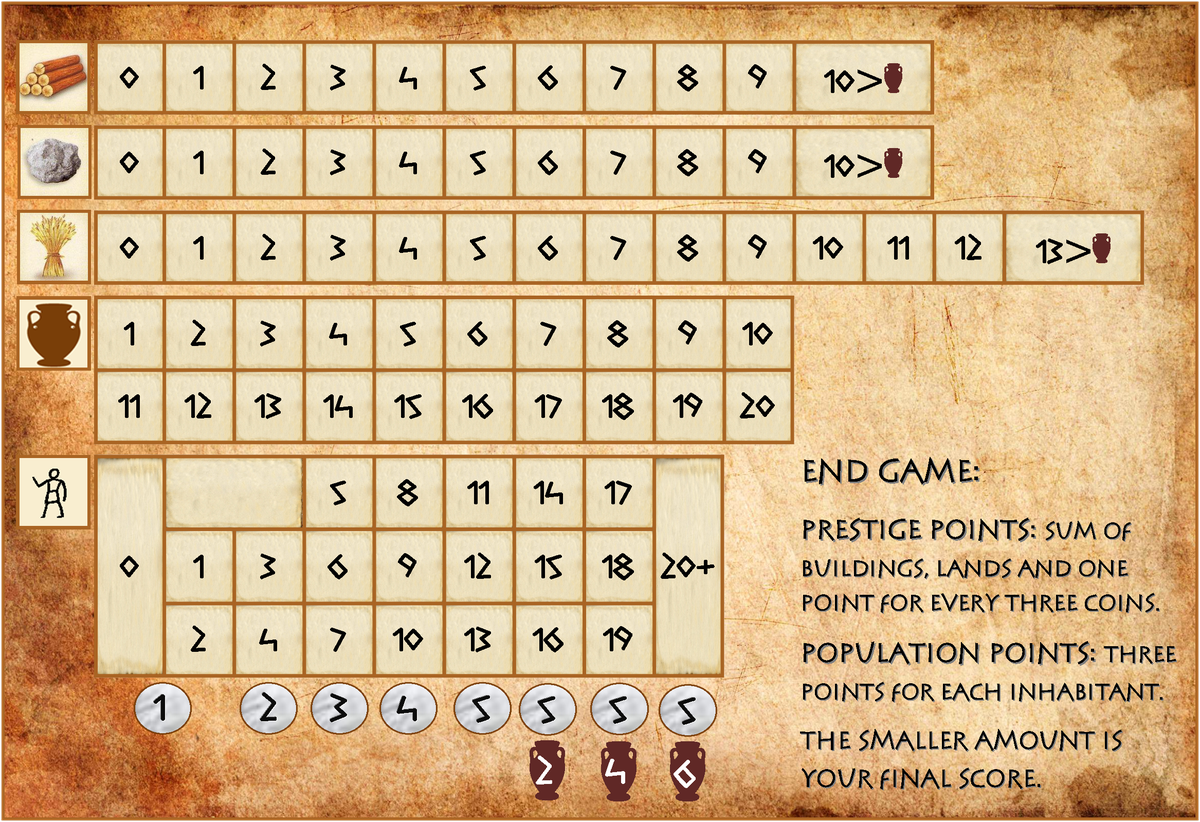 0 1 2 3 4 5 6 7 8 9 10>
0 1 2 3 4 5 6 7 8 9 10>
0 1 2 3 4 5 6 7 8 9 10 11 12 13>
1 2 3 4 5 6 7 8 9 10
11 12 13 14 15 16 17 18 19 20
5 8 11 14 17
0 1 3 6 9 12 15 18 20+
2 4 7 10 13 16 19
1 2 3 4 5 5 5 5
2 4 6
END GAME:
PRESTIGE POINTS: SUM OF
BUILDINGS, LANDS AND ONE
POINT FOR EVERY THREE COINS.
POPULATION POINTS: THREE
POINTS FOR EACH INHABITANT.
THE SMALLER AMOUNT IS
YOUR FINAL SCORE.